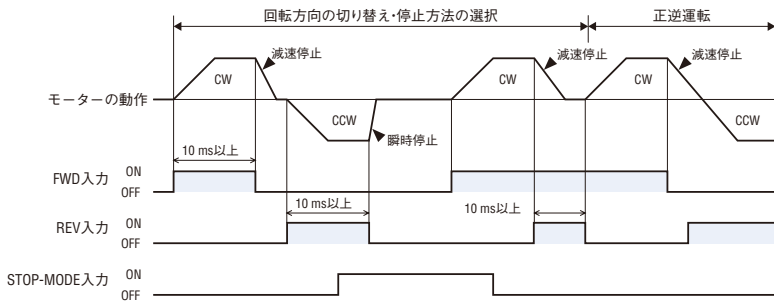 回転方向の切り替え・停止方法の選択
正逆運転
減速停止
減速停止
減速停止
CW
CW
CW
モーターの動作
CCW
CCW
瞬時停止
10 ms以上
FWD入力
ON
OFF
10 ms以上
10 ms以上
REV入力
ON
OFF
STOP-MODE入力
ON
OFF